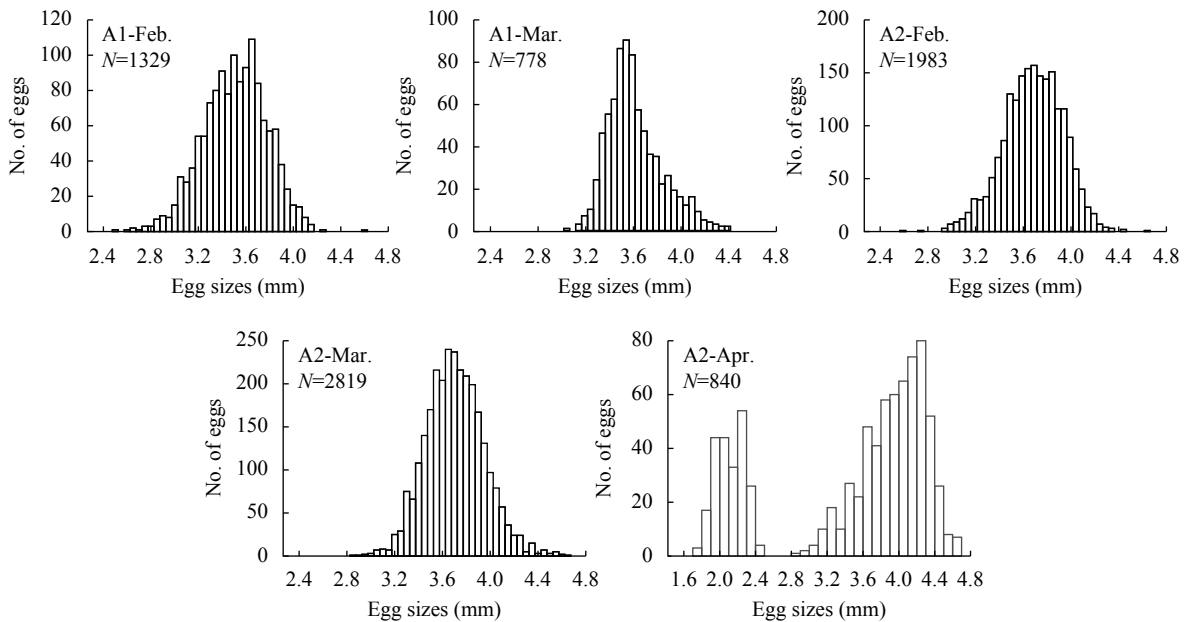 A1-Feb.
N=1329
No. of eggs
120
100
80
60
40
20
0
2.4 2.8 3.2 3.6 4.0 4.4 4.8
Egg sizes (mm)
A1-Mar.
N=778
No. of eggs
100
80
60
40
20
0
2.4 2.8 3.2 3.6 4.0 4.4 4.8
Egg sizes (mm)
A2-Feb.
N=1983
No. of eggs
200
150
100
50
0
2.4 2.8 3.2 3.6 4.0 4.4 4.8
Egg sizes (mm)
A2-Mar.
N=2819
No. of eggs
250
200
150
100
50
0
2.4 2.8 3.2 3.6 4.0 4.4 4.8
Egg sizes (mm)
A2-Apr.
N=840
No. of eggs
80
60
40
20
0
1.6 2.0 2.4 2.8 3.2 3.6 4.0 4.4 4.8
Egg sizes (mm)